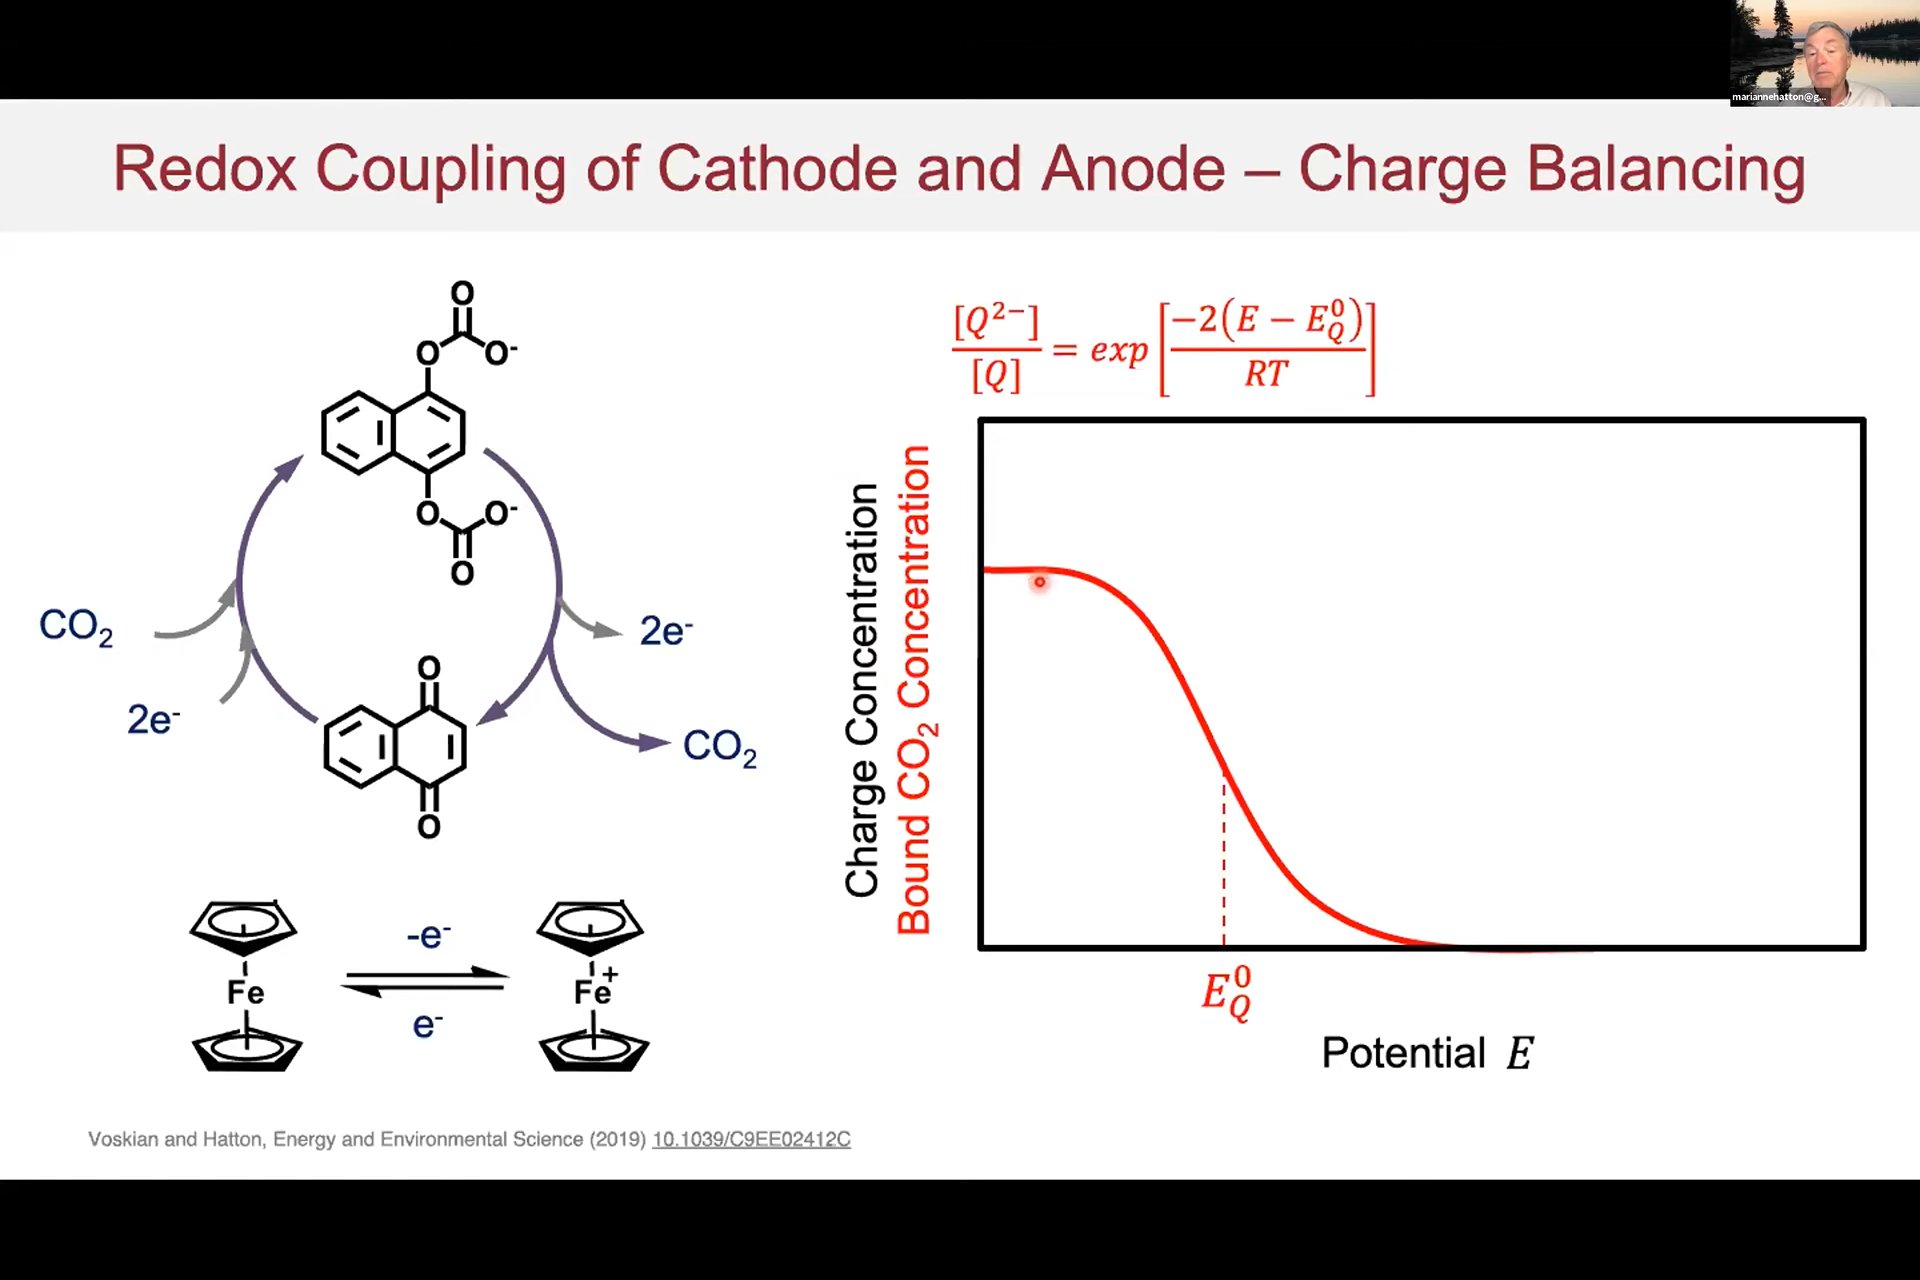 mariannehatton@g...
Redox Coupling of Cathode and Anode – Charge Balancing
O
O
O-
O
O-
O
CO2
2e-
2e-
CO2
O
O
Fe
-e-
e-
Fe+
[Q2−]/[Q] = exp[−2(E − E0Q)/RT]
Charge Concentration
Bound CO2 Concentration
E0Q
Potential E
Voskian and Hatton, Energy and Environmental Science (2019) 10.1039/C9EE02412C